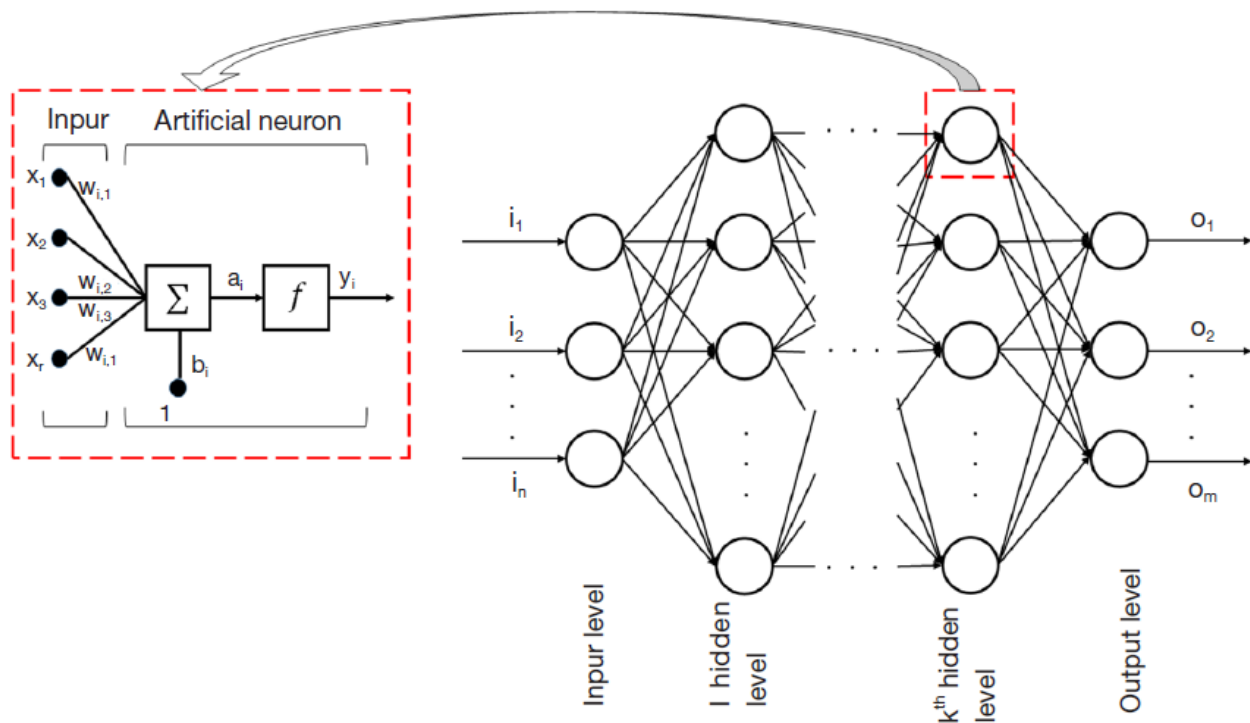 Inpur Artificial neuron
x1 wi,1
x2
wi,2
x3
wi,3
xr wi,1
Σ ai f yi
bi
1
i1
i2
in
. . . .
. . . .
. . . .
o1
o2
om
Inpur level
I hidden
level
kth hidden
level
Output level